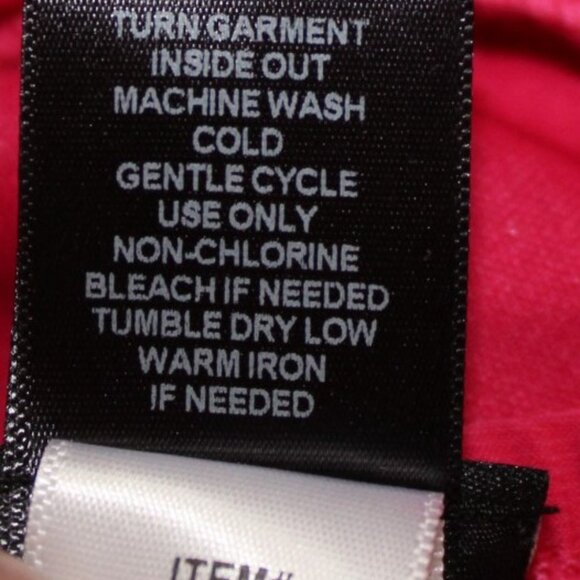 TURN GARMENT
INSIDE OUT
MACHINE WASH
COLD
GENTLE CYCLE
USE ONLY
NON-CHLORINE
BLEACH IF NEEDED
TUMBLE DRY LOW
WARM IRON
IF NEEDED
ITEM#